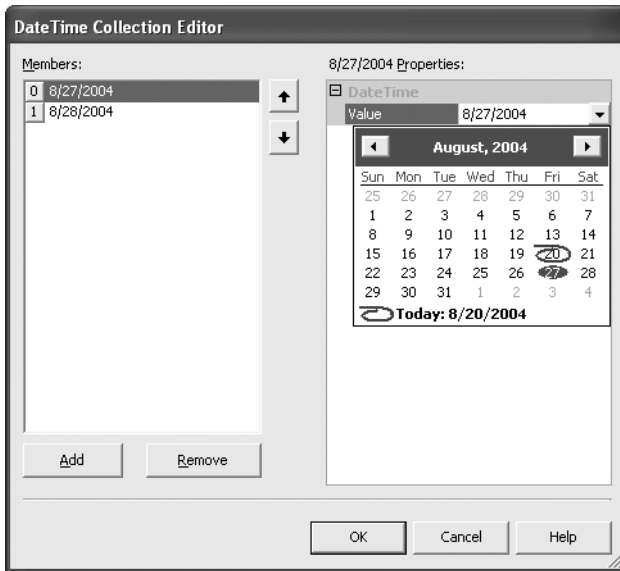 DateTime Collection Editor
Members:
0 8/27/2004
1 8/28/2004
Add
Remove
8/27/2004 Properties:
DateTime
Value 8/27/2004
August, 2004
Sun Mon Tue Wed Thu Fri Sat
25 26 27 28 29 30 31
1 2 3 4 5 6 7
8 9 10 11 12 13 14
15 16 17 18 19 20 21
22 23 24 25 26 27 28
29 30 31 1 2 3 4
Today: 8/20/2004
OK
Cancel
Help